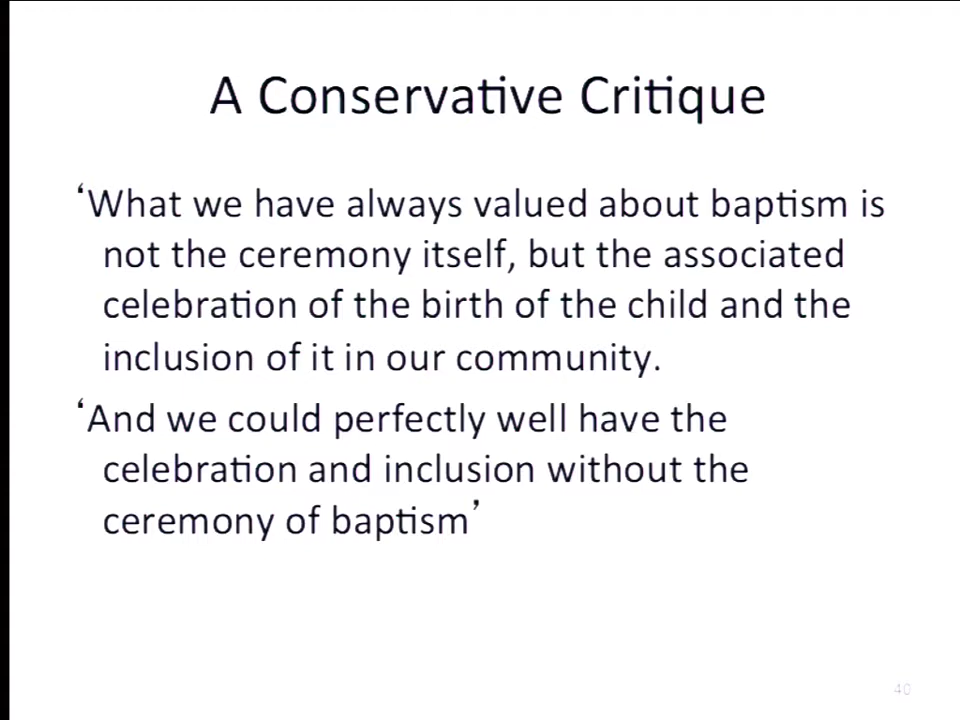 A Conservative Critique
‘What we have always valued about baptism is
not the ceremony itself, but the associated
celebration of the birth of the child and the
inclusion of it in our community.
‘And we could perfectly well have the
celebration and inclusion without the
ceremony of baptism’
40